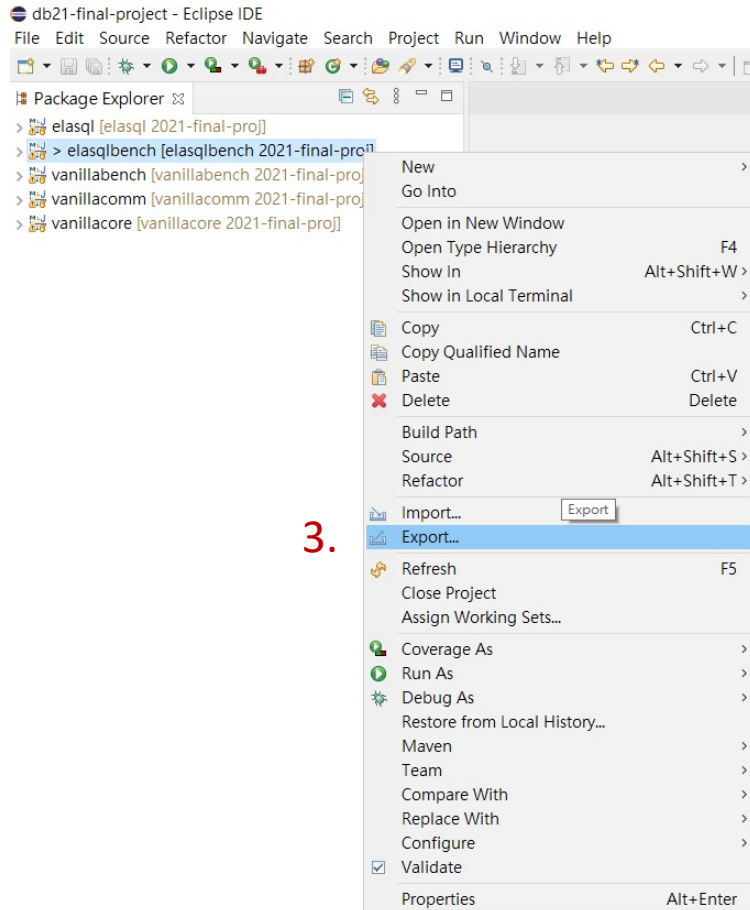 db21-final-project - Eclipse IDE
File Edit Source Refactor Navigate Search Project Run Window Help
Package Explorer
elasql [elasql 2021-final-proj]
> elasqlbench [elasqlbench 2021-final-proj]
vanillabench [vanillabench 2021-final-proj
vanillacomm [vanillacomm 2021-final-proj
vanillacore [vanillacore 2021-final-proj]
New
Go Into
Open in New Window
Open Type Hierarchy F4
Show In Alt+Shift+W >
Show in Local Terminal
Copy Ctrl+C
Copy Qualified Name
Paste Ctrl+V
Delete Delete
Build Path
Source Alt+Shift+S >
Refactor Alt+Shift+T >
Import... Export
3. Export...
Refresh F5
Close Project
Assign Working Sets...
Coverage As
Run As
Debug As
Restore from Local History...
Maven
Team
Compare With
Replace With
Configure
Validate
Properties Alt+Enter